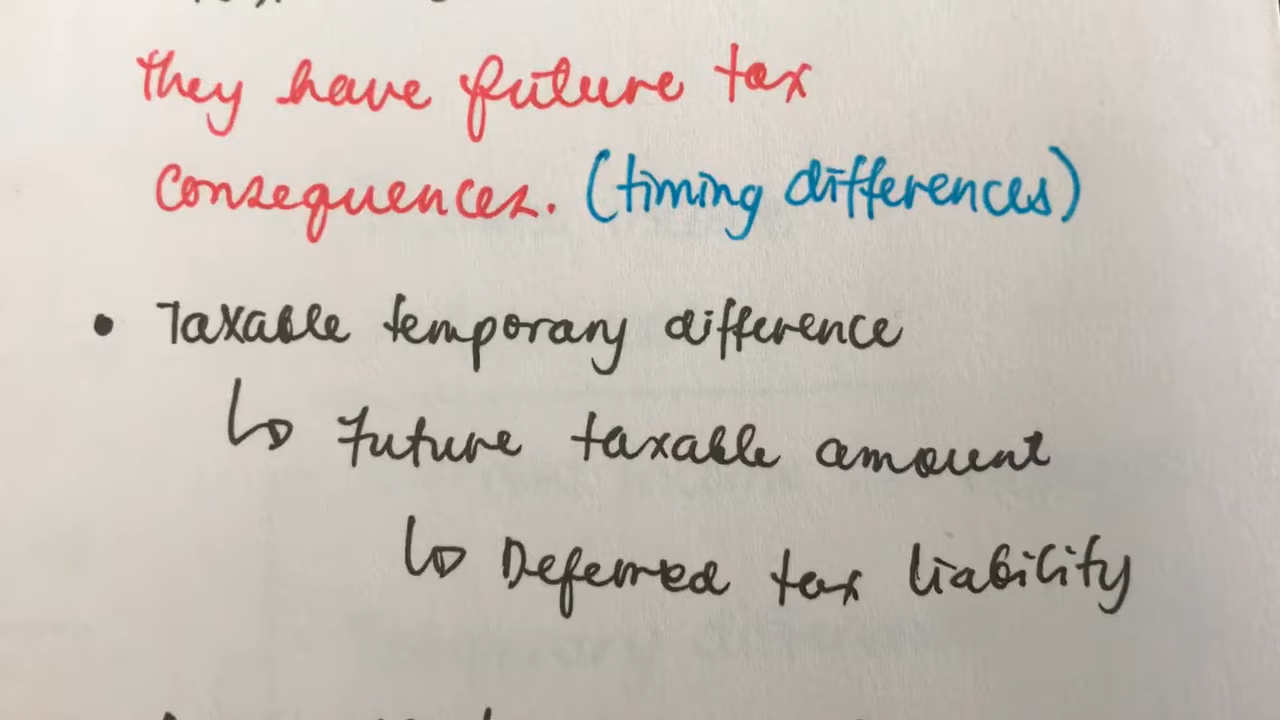 they have future tax
consequences. (timing differences)
• Taxable temporary difference
↳ Future taxable amount
↳ Deferred tax liability